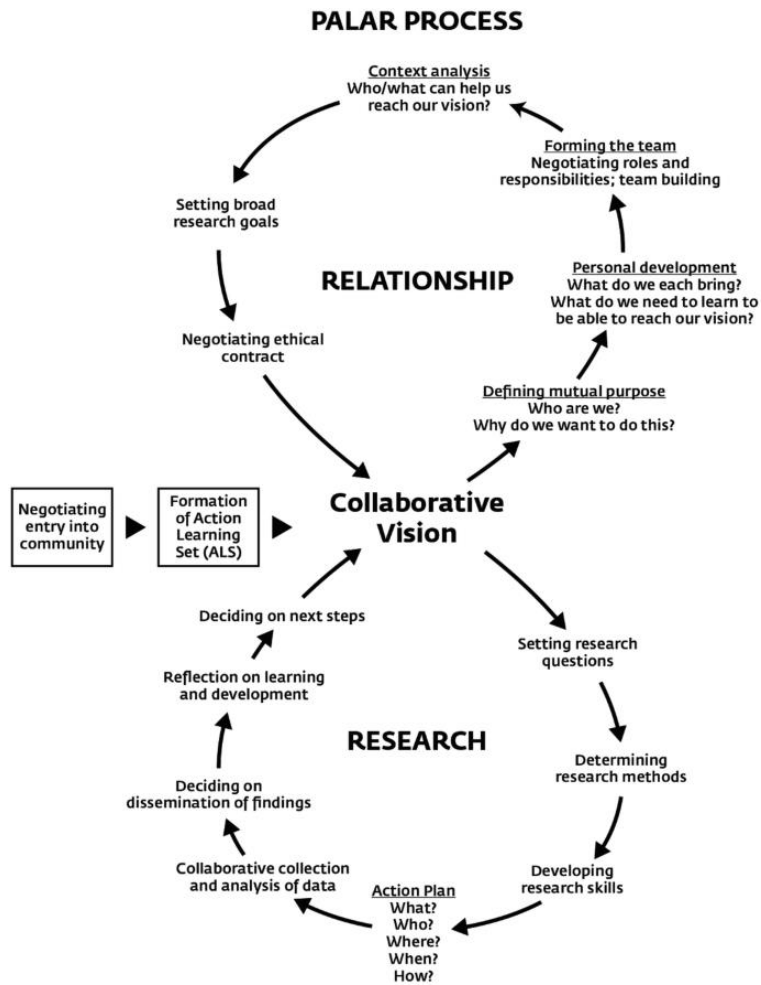 PALAR PROCESS
Context analysis
Who/what can help us
reach our vision?
Forming the team
Negotiating roles and
responsibilities; team building
Setting broad
research goals
RELATIONSHIP
Personal development
What do we each bring?
What do we need to learn to
be able to reach our vision?
Negotiating ethical
contract
Defining mutual purpose
Who are we?
Why do we want to do this?
Negotiating
entry into
community
Formation
of Action
Learning
Set (ALS)
Collaborative
Vision
Deciding on next steps
Setting research
questions
Reflection on learning
and development
RESEARCH
Determining
research methods
Deciding on
dissemination of findings
Developing
research skills
Collaborative collection
and analysis of data
Action Plan
What?
Who?
Where?
When?
How?